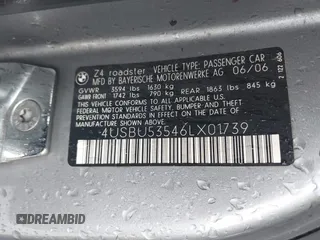 Z4 roadster VEHICLE TYPE: PASSENGER CAR
MFD BY BAYERISCHE MOTORENWERKE AG 06/06
GVWR 3594 lbs 1630 kg
GAWR FRONT 1742 lbs 790 kg REAR 1863 lbs 845 kg
THIS VEHICLE CONFORMS TO ALL APPLICABLE
FEDERAL MOTOR VEHICLE SAFETY, BUMPER,
AND THEFT PREVENTION STANDARDS IN EFFECT ON
THE DATE OF MANUFACTURE SHOWN ABOVE.
4USBU53546LX01739
DREAMBID